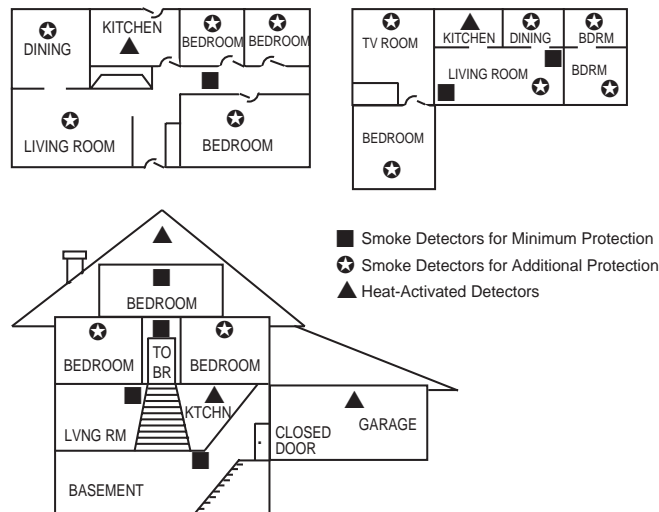 DINING
KITCHEN
BEDROOM
BEDROOM
LIVING ROOM
BEDROOM
TV ROOM
KITCHEN
DINING
BDRM
LIVING ROOM
BDRM
BEDROOM
Smoke Detectors for Minimum Protection
Smoke Detectors for Additional Protection
Heat-Activated Detectors
BEDROOM
BEDROOM
TO
BR
BEDROOM
LVNG RM
KTCHN
CLOSED
DOOR
GARAGE
BASEMENT